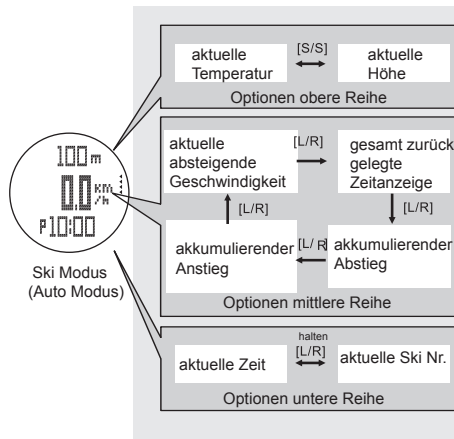 [S/S]
aktuelle
Temperatur
aktuelle
Höhe
Optionen obere Reihe
aktuelle
absteigende
Geschwindigkeit
[L/R]
gesamt zurück
gelegte
Zeitanzeige
[L/R]
[L/R]
akkumulierender
Anstieg
[L/R]
akkumulierender
Abstieg
Optionen mittlere Reihe
100m
0.0 km/h
P10:00
Ski Modus
(Auto Modus)
halten
[L/R]
aktuelle Zeit
aktuelle Ski Nr.
Optionen untere Reihe